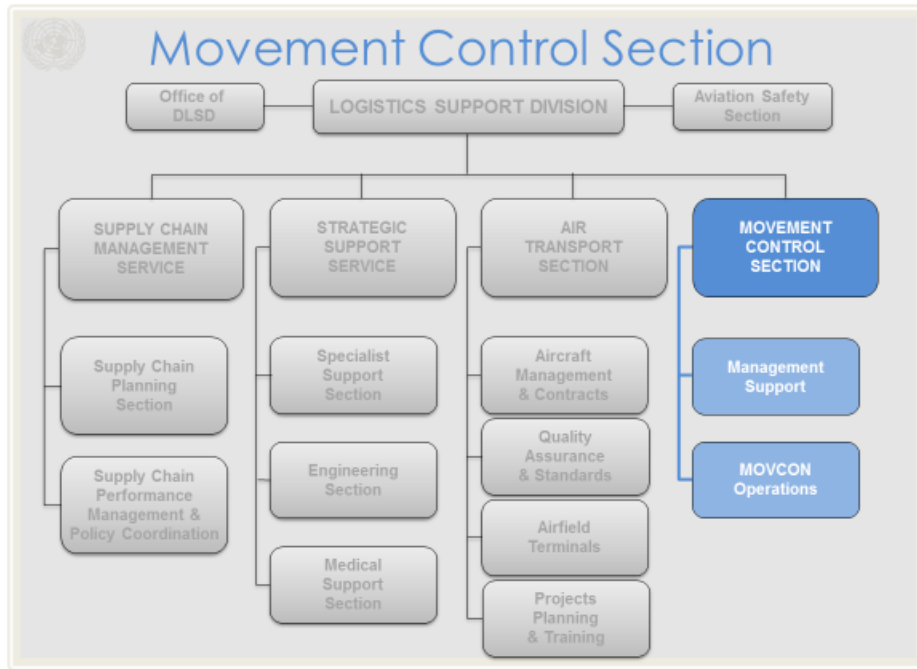 Movement Control Section
Office of
DLSD
LOGISTICS SUPPORT DIVISION
Aviation Safety
Section
SUPPLY CHAIN
MANAGEMENT
SERVICE
STRATEGIC
SUPPORT
SERVICE
AIR
TRANSPORT
SECTION
MOVEMENT
CONTROL
SECTION
Supply Chain
Planning
Section
Specialist
Support
Section
Aircraft
Management
& Contracts
Management
Support
Supply Chain
Performance
Management &
Policy Coordination
Engineering
Section
Quality
Assurance
& Standards
MOVCON
Operations
Medical
Support
Section
Airfield
Terminals
Projects
Planning
& Training